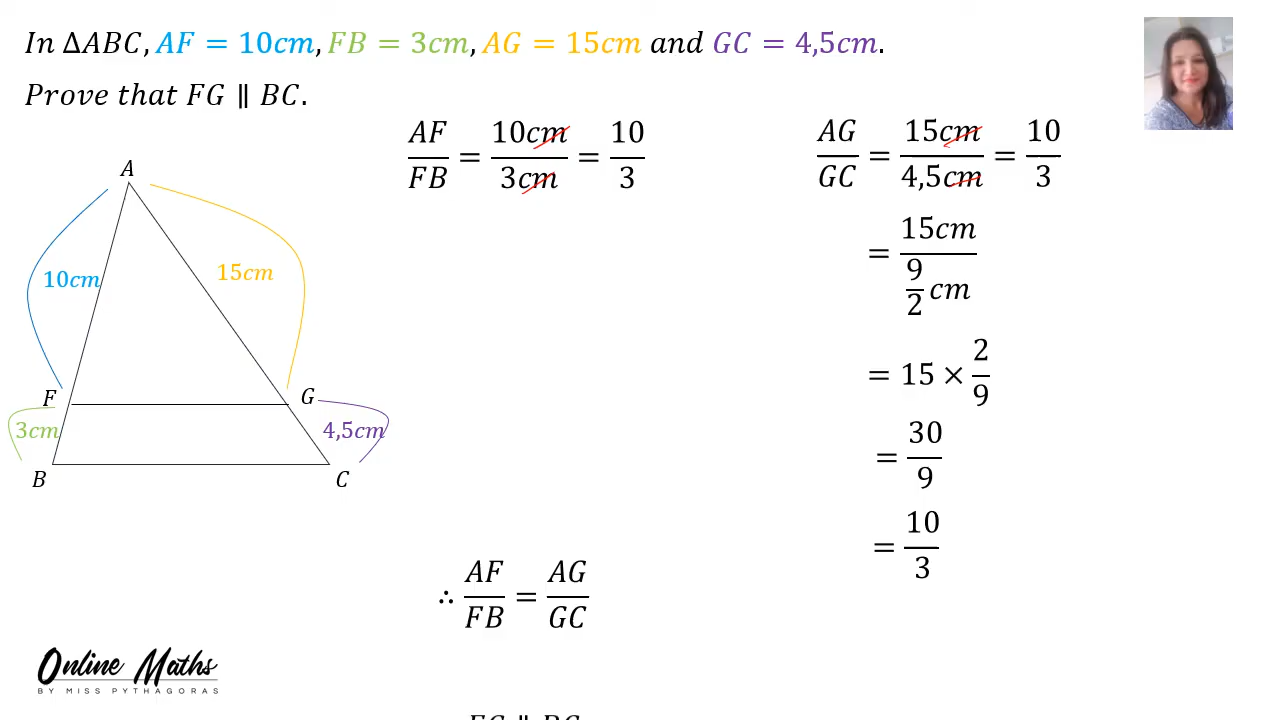 In ΔABC, AF = 10cm, FB = 3cm, AG = 15cm and GC = 4,5cm.
Prove that FG ∥ BC.
AF/FB = 10cm/3cm = 10/3
AG/GC = 15cm/4,5cm = 10/3
= 15cm/(9/2 cm)
= 15 × 2/9
= 30/9
= 10/3
A
10cm
15cm
F
G
3cm
4,5cm
B
C
∴ AF/FB = AG/GC
FG ∥ BC
Online Maths
BY MISS PYTHAGORAS